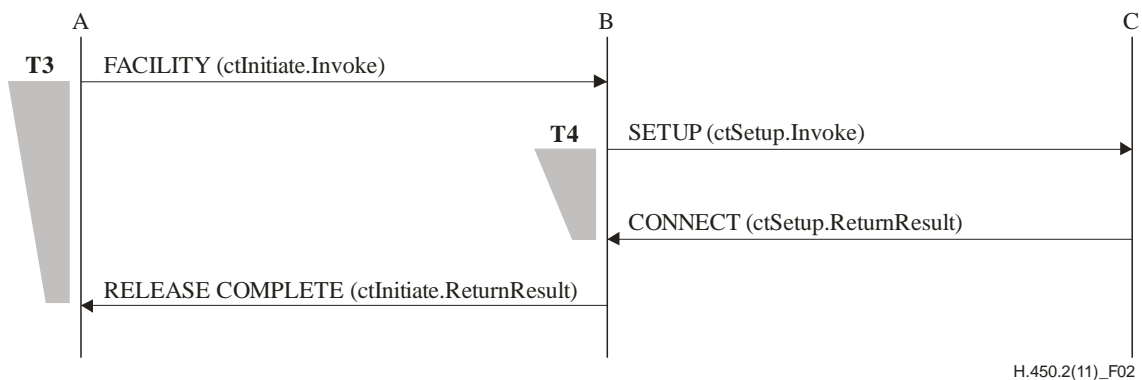 A B C
T3
FACILITY (ctInitiate.Invoke)
T4
SETUP (ctSetup.Invoke)
CONNECT (ctSetup.ReturnResult)
RELEASE COMPLETE (ctInitiate.ReturnResult)
H.450.2(11)_F02